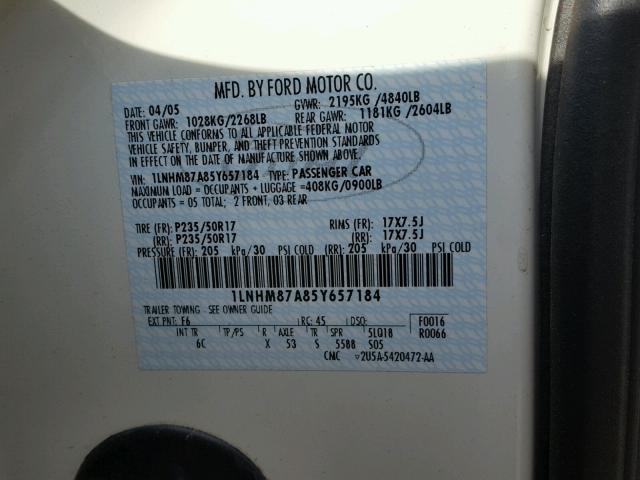 MFD. BY FORD MOTOR CO.
DATE: 04/05 GVWR: 2195KG /4840LB
FRONT GAWR: 1028KG/2268LB REAR GAWR: 1181KG /2604LB
THIS VEHICLE CONFORMS TO ALL APPLICABLE FEDERAL MOTOR
VEHICLE SAFETY, BUMPER, AND THEFT PREVENTION STANDARDS
IN EFFECT ON THE DATE OF MANUFACTURE SHOWN ABOVE.
VIN: 1LNHM87A85Y657184 TYPE: PASSENGER CAR
MAXIMUM LOAD = OCCUPANTS + LUGGAGE =408KG/0900LB
OCCUPANTS = 05 TOTAL: 2 FRONT, 03 REAR
TIRE (FR): P235/50R17 RIMS (FR): 17X7.5J
(RR): P235/50R17 (RR): 17X7.5J
PRESSURE (FR): 205 kPa/30 PSI COLD (RR): 205 kPa/30 PSI COLD
1LNHM87A85Y657184
TRAILER TOWING - SEE OWNER GUIDE
EXT PNT: F6 RC: 45 DSO: F0016
INT TR TP/PS R AXLE TR SPR 5LQ18 R0066
6C X 53 S 5588 S05
CNC ▽2U5A-5420472-AA